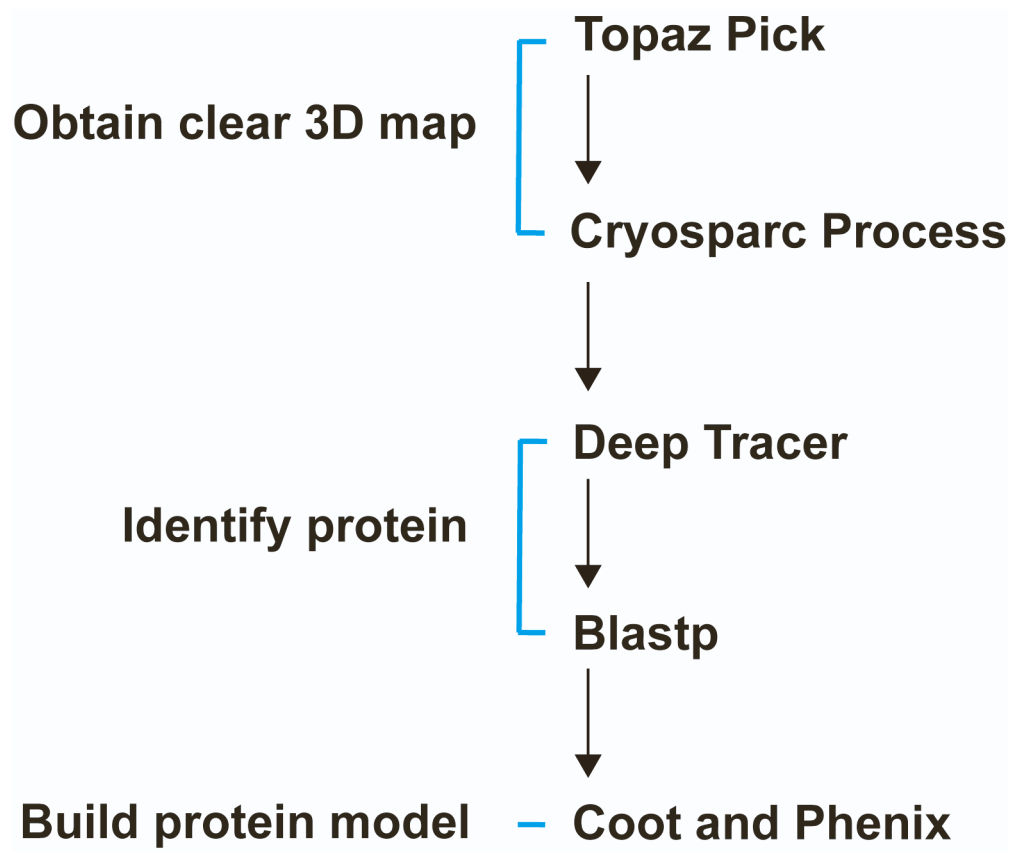 Topaz Pick
Obtain clear 3D map
Cryosparc Process
Deep Tracer
Identify protein
Blastp
Build protein model
Coot and Phenix